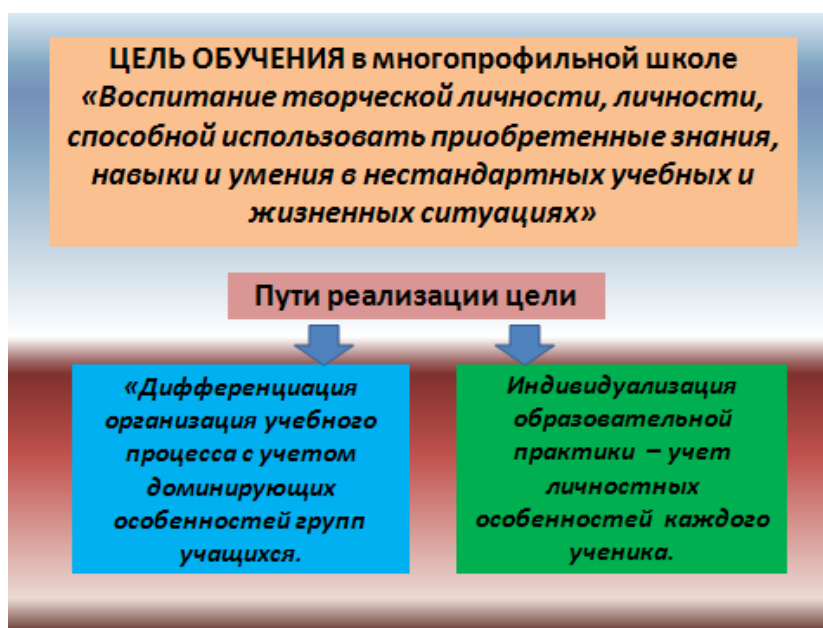 ЦЕЛЬ ОБУЧЕНИЯ в многопрофильной школе
«Воспитание творческой личности, личности,
способной использовать приобретенные знания,
навыки и умения в нестандартных учебных и
жизненных ситуациях»
Пути реализации цели
«Дифференциация
организация учебного
процесса с учетом
доминирующих
особенностей групп
учащихся.
Индивидуализация
образовательной
практики – учет
личностных
особенностей каждого
ученика.